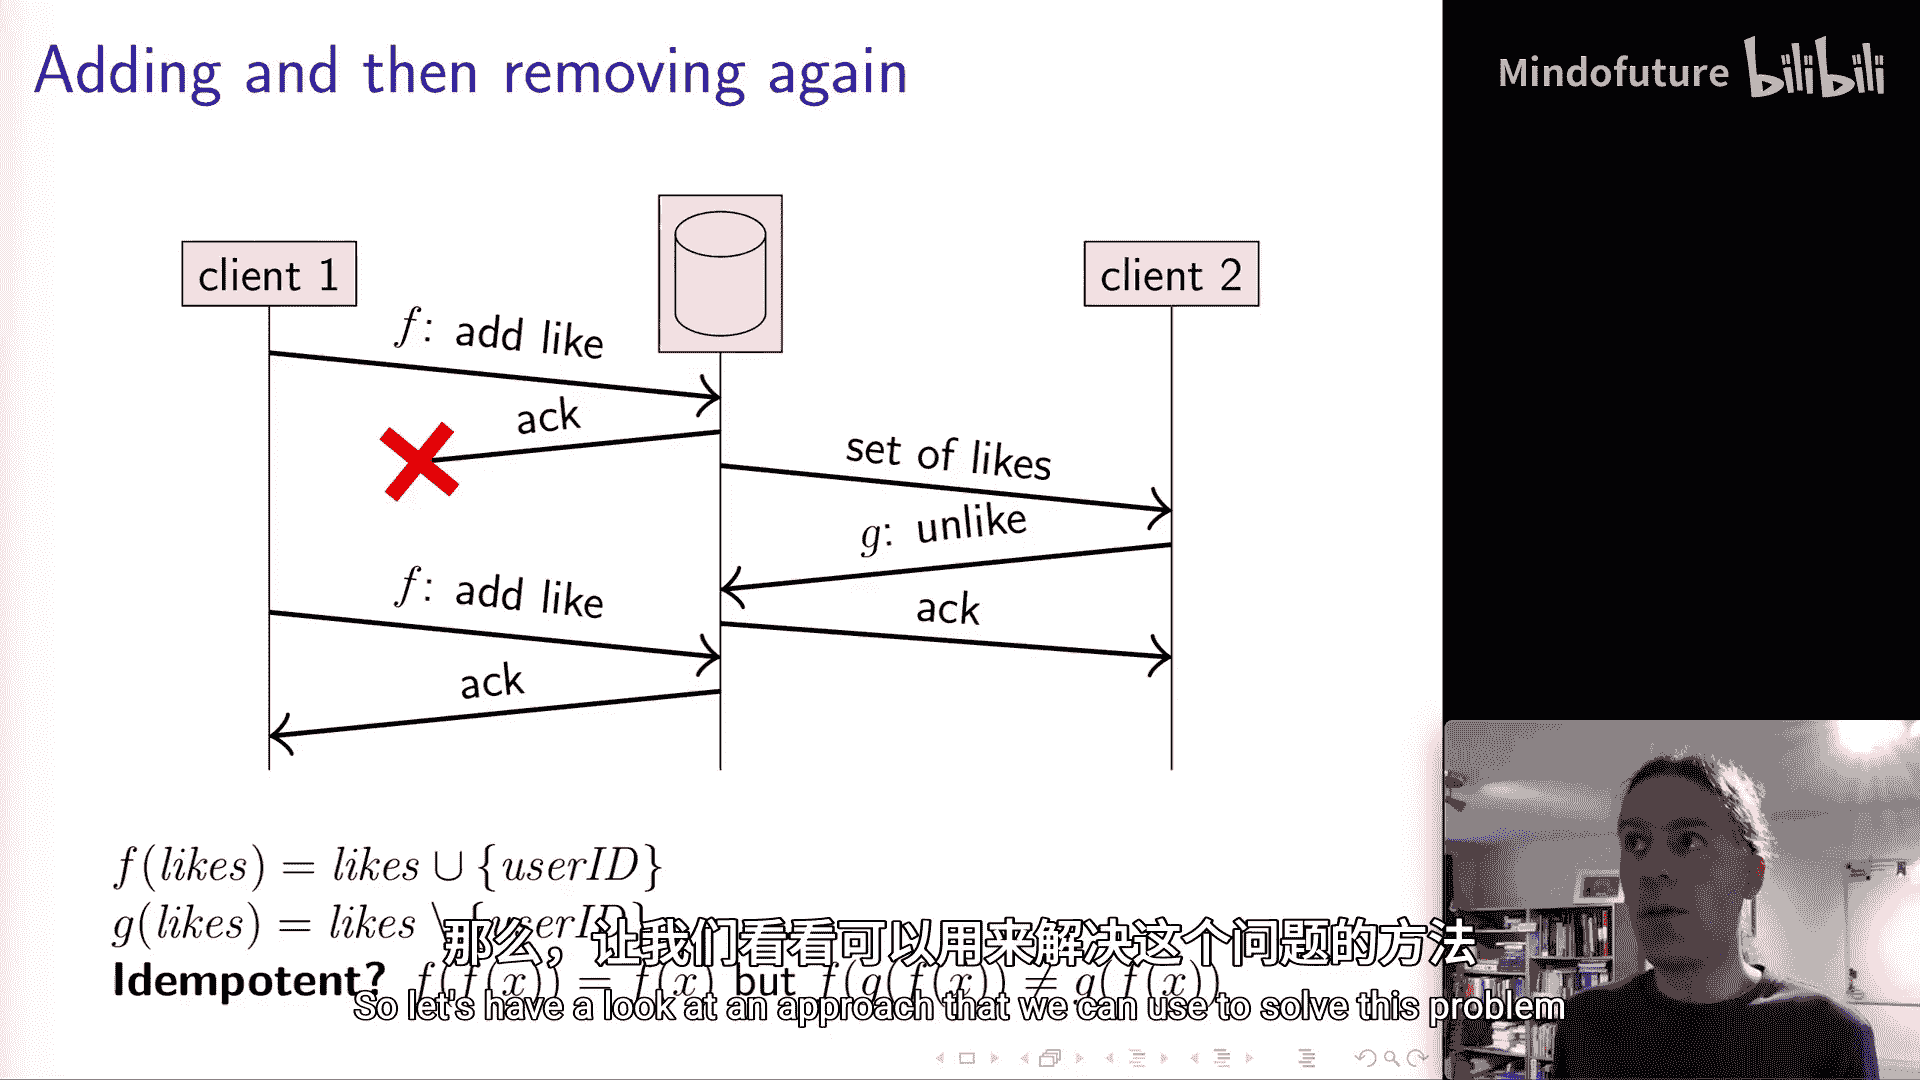 Adding and then removing again
Mindofuture bilibili
client 1
client 2
f: add like
ack
set of likes
g: unlike
f: add like
ack
ack
f(likes) = likes ∪ {userID}
g(likes) = likes \ {userID}
那么，让我们看看可以用来解决这个问题的方法
Idempotent? f(f(x)) = f(x) but f(g(f(x))) ≠ g(f(x))
So let's have a look at an approach that we can use to solve this problem